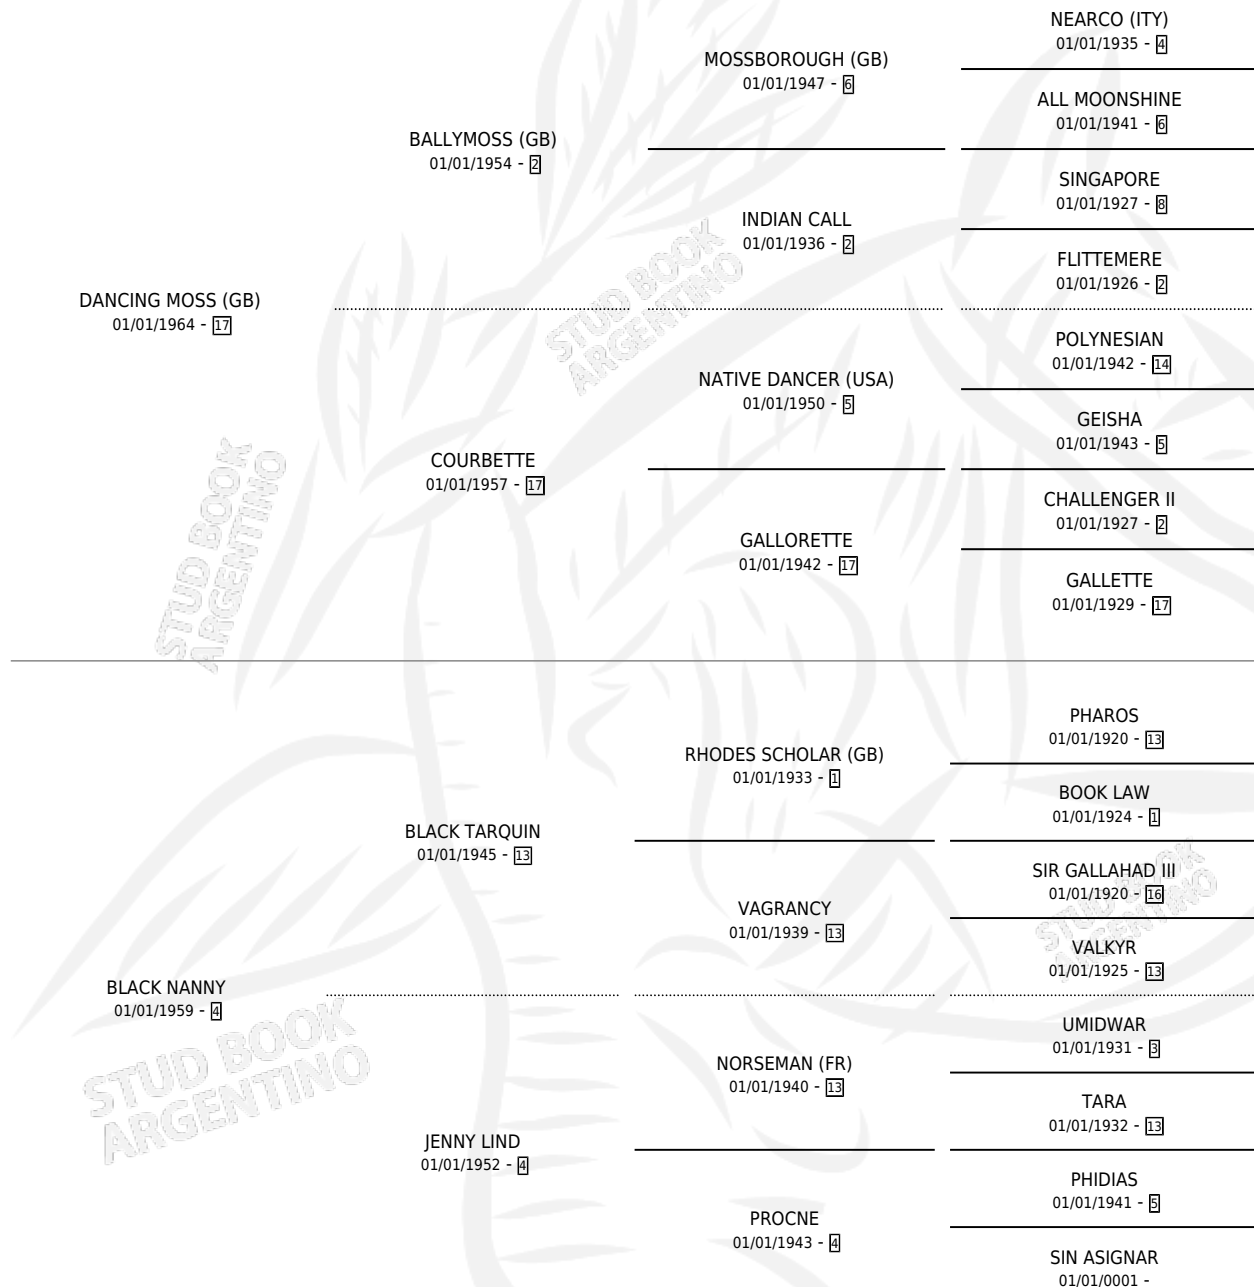 NEARCO (ITY)
01/01/1935 - 4
MOSSBOROUGH (GB)
01/01/1947 - 6
ALL MOONSHINE
01/01/1941 - 6
BALLYMOSS (GB)
01/01/1954 - 2
SINGAPORE
01/01/1927 - 8
INDIAN CALL
01/01/1936 - 2
FLITTEMERE
01/01/1926 - 2
DANCING MOSS (GB)
01/01/1964 - 17
POLYNESIAN
01/01/1942 - 14
NATIVE DANCER (USA)
01/01/1950 - 5
GEISHA
01/01/1943 - 5
COURBETTE
01/01/1957 - 17
CHALLENGER II
01/01/1927 - 2
GALLORETTE
01/01/1942 - 17
GALLETTE
01/01/1929 - 17
PHAROS
01/01/1920 - 13
RHODES SCHOLAR (GB)
01/01/1933 - 1
BOOK LAW
01/01/1924 - 1
BLACK TARQUIN
01/01/1945 - 13
SIR GALLAHAD III
01/01/1920 - 16
VAGRANCY
01/01/1939 - 13
VALKYR
01/01/1925 - 13
BLACK NANNY
01/01/1959 - 4
UMIDWAR
01/01/1931 - 3
NORSEMAN (FR)
01/01/1940 - 13
TARA
01/01/1932 - 13
JENNY LIND
01/01/1952 - 4
PHIDIAS
01/01/1941 - 5
PROCNE
01/01/1943 - 4
SIN ASIGNAR
01/01/0001 -
STUD BOOK
ARGENTINO
STUD BOOK
ARGENTINO
STUD BOOK
ARGENTINO
STUD BOOK
ARGENTINO